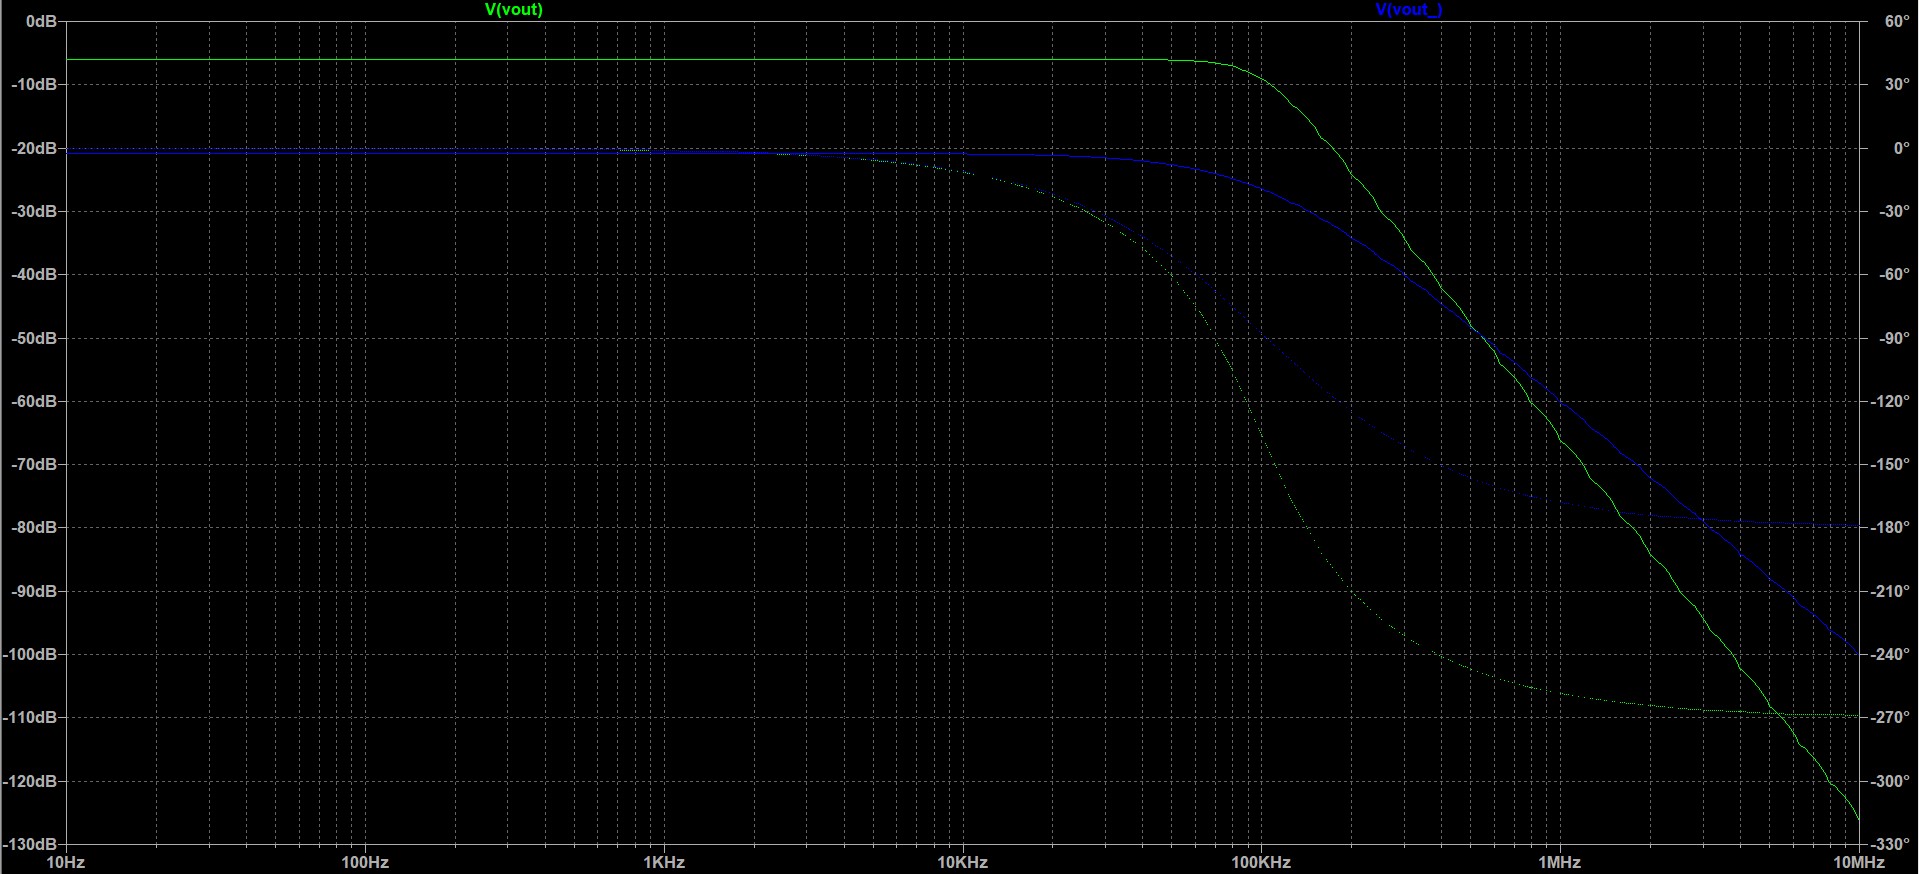 V(vout) V(vout_)
0dB 60°
-10dB 30°
-20dB 0°
-30dB -30°
-40dB -60°
-50dB -90°
-60dB -120°
-70dB -150°
-80dB -180°
-90dB -210°
-100dB -240°
-110dB -270°
-120dB -300°
-130dB -330°
10Hz 100Hz 1KHz 10KHz 100KHz 1MHz 10MHz